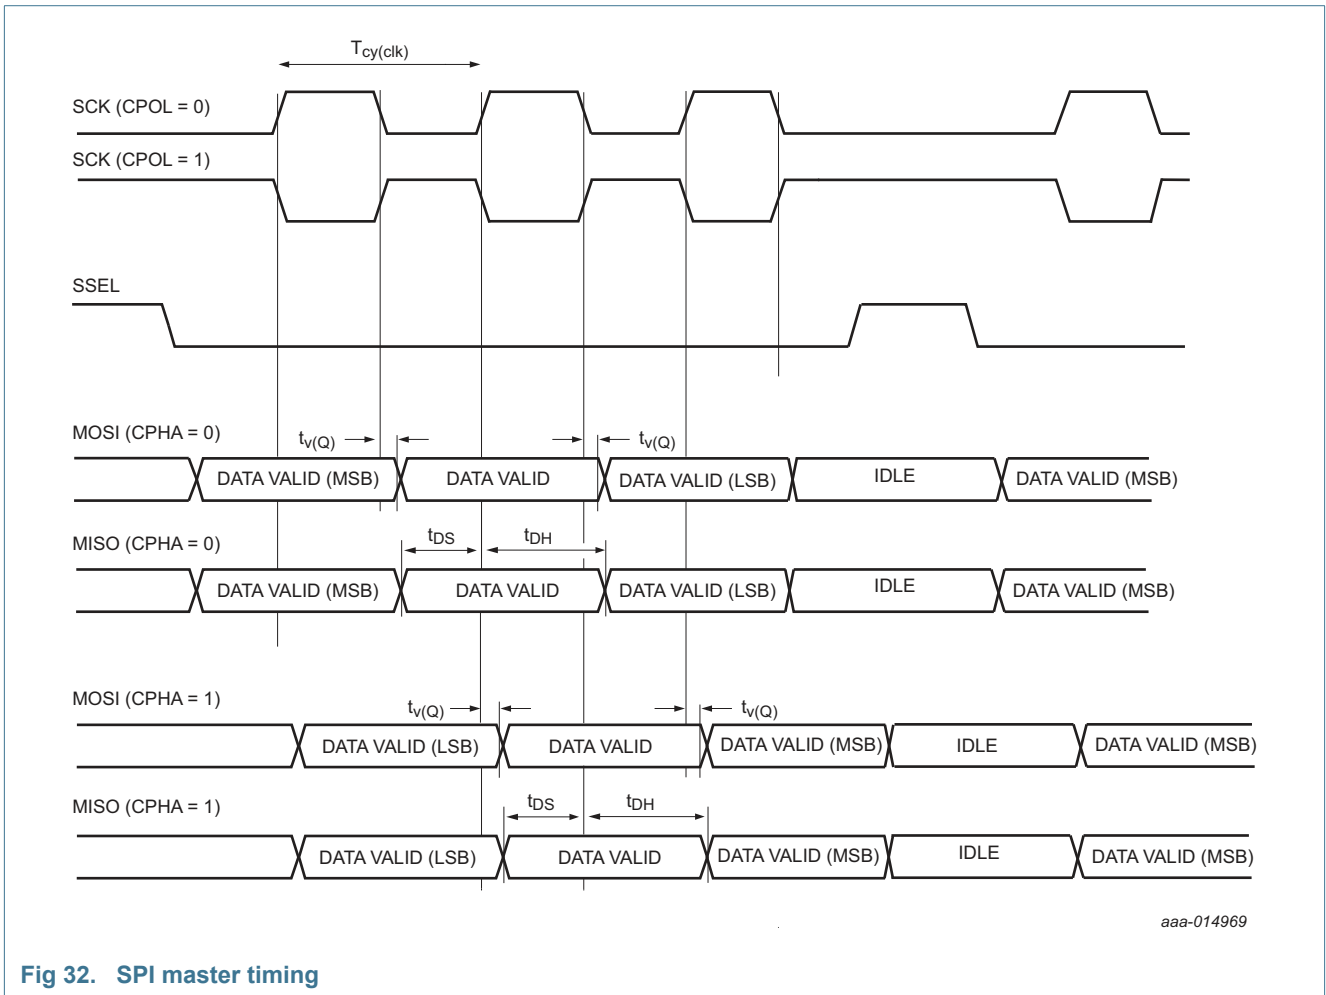 Tcy(clk)
SCK (CPOL = 0)
SCK (CPOL = 1)
SSEL
MOSI (CPHA = 0)
tv(Q) tv(Q)
DATA VALID (MSB) DATA VALID DATA VALID (LSB) IDLE DATA VALID (MSB)
MISO (CPHA = 0)
tDS tDH
DATA VALID (MSB) DATA VALID DATA VALID (LSB) IDLE DATA VALID (MSB)
MOSI (CPHA = 1)
tv(Q) tv(Q)
DATA VALID (LSB) DATA VALID DATA VALID (MSB) IDLE DATA VALID (MSB)
MISO (CPHA = 1)
tDS tDH
DATA VALID (LSB) DATA VALID DATA VALID (MSB) IDLE DATA VALID (MSB)
aaa-014969
Fig 32. SPI master timing